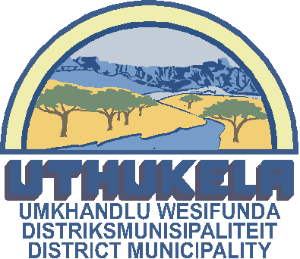 UTHUKELA
UMKHANDLU WESIFUNDA
DISTRIKSMUNISIPALITEIT
DISTRICT MUNICIPALITY